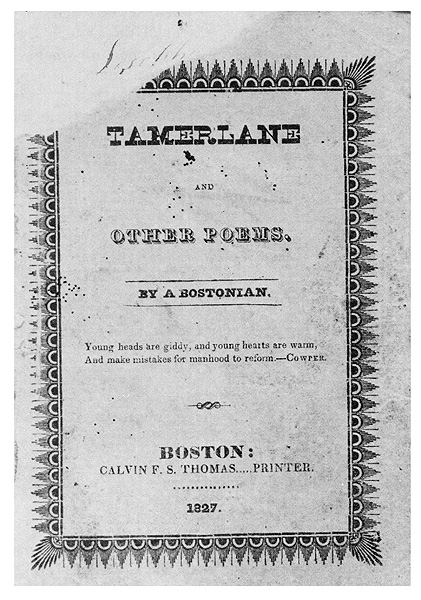 TAMERLANE
AND
OTHER POEMS.
BY A BOSTONIAN.
Young heads are giddy, and young hearts are warm,
And make mistakes for manhood to reform.—COWPER.
BOSTON:
CALVIN F. S. THOMAS.....PRINTER.
1827.